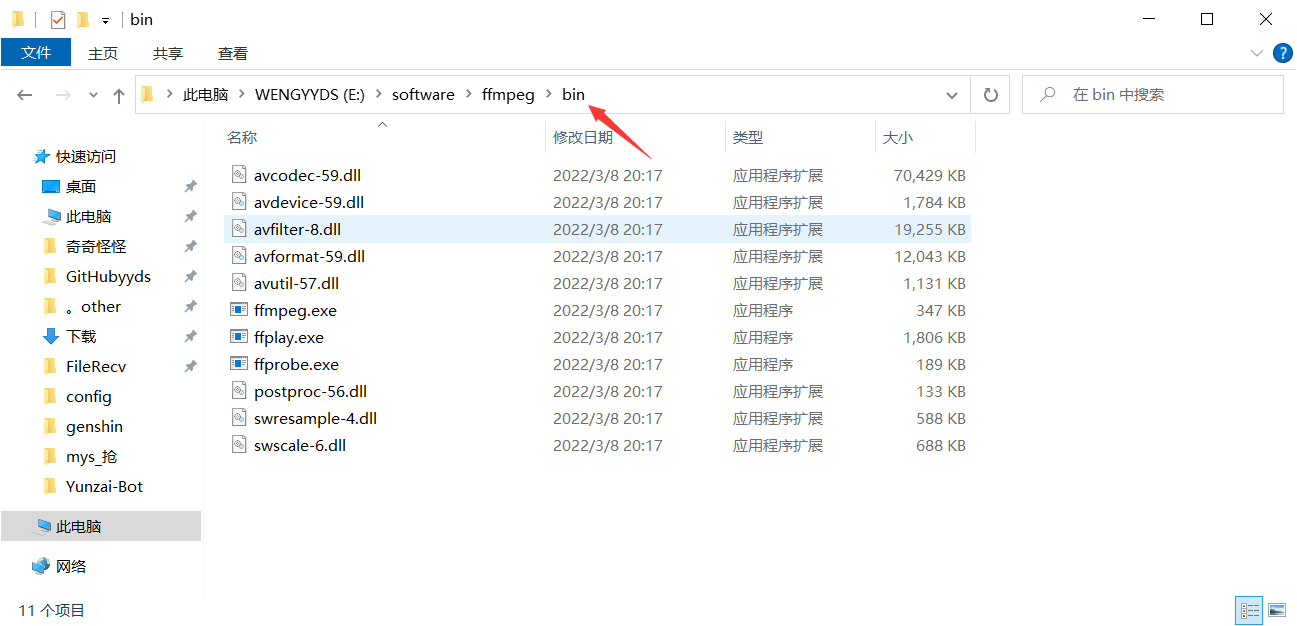 bin
文件 主页 共享 查看
此电脑 WENGYYDS (E:) software ffmpeg bin
在 bin 中搜索
名称 修改日期 类型 大小
快速访问
桌面
此电脑
奇奇怪怪
GitHubyyds
。other
下载
FileRecv
config
genshin
mys_抢
Yunzai-Bot
此电脑
网络
avcodec-59.dll 2022/3/8 20:17 应用程序扩展 70,429 KB
avdevice-59.dll 2022/3/8 20:17 应用程序扩展 1,784 KB
avfilter-8.dll 2022/3/8 20:17 应用程序扩展 19,255 KB
avformat-59.dll 2022/3/8 20:17 应用程序扩展 12,043 KB
avutil-57.dll 2022/3/8 20:17 应用程序扩展 1,131 KB
ffmpeg.exe 2022/3/8 20:17 应用程序 347 KB
ffplay.exe 2022/3/8 20:17 应用程序 1,806 KB
ffprobe.exe 2022/3/8 20:17 应用程序 189 KB
postproc-56.dll 2022/3/8 20:17 应用程序扩展 133 KB
swresample-4.dll 2022/3/8 20:17 应用程序扩展 588 KB
swscale-6.dll 2022/3/8 20:17 应用程序扩展 688 KB
11 个项目